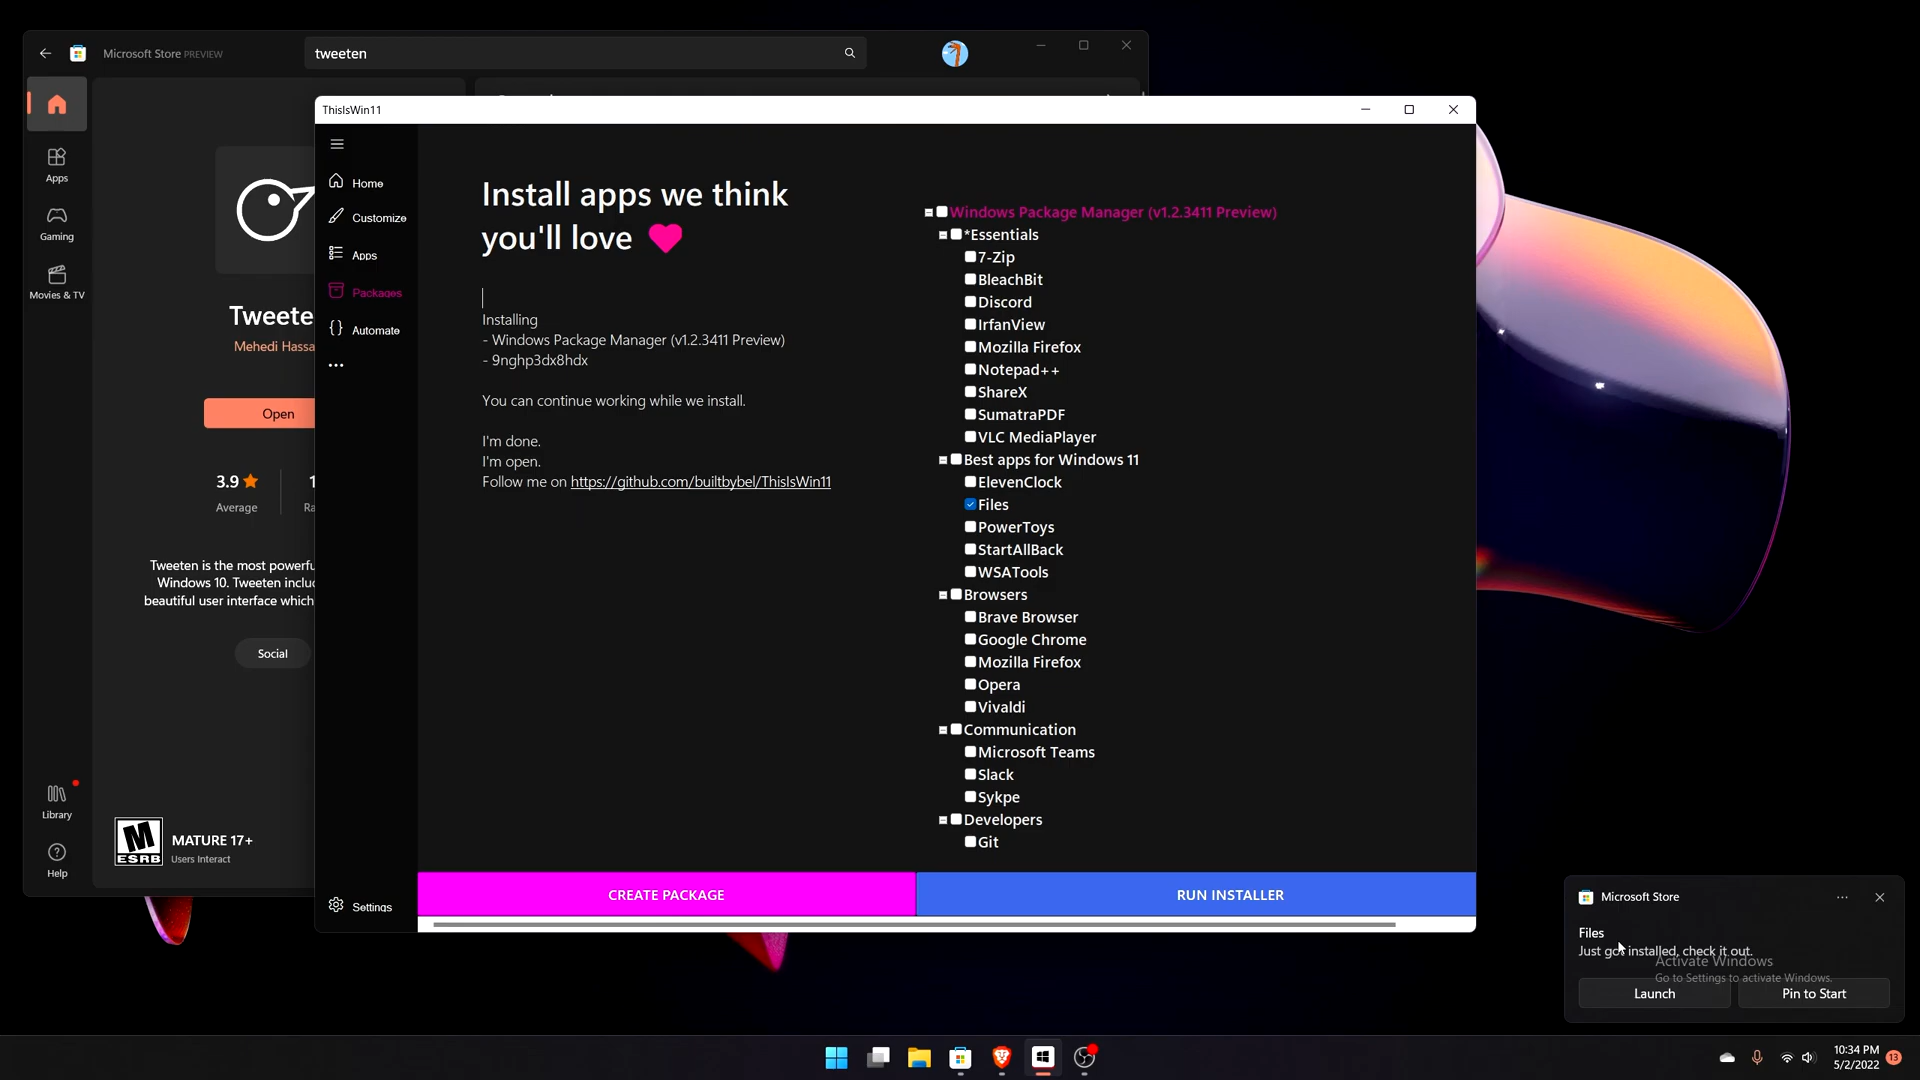 Microsoft Store PREVIEW
tweeten
Apps
Gaming
Movies & TV
Tweete
Mehedi Hassa
Open
3.9
Average
Ra
Tweeten is the most powerfu
Windows 10. Tweeten inclu
beautiful user interface which
Social
Library
Help
M
ESRB
MATURE 17+
Users Interact
ThisIsWin11
Home
Customize
Apps
Packages
Automate
Settings
Install apps we think
you'll love
Installing
- Windows Package Manager (v1.2.3411 Preview)
- 9nghp3dx8hdx
You can continue working while we install.
I'm done.
I'm open.
Follow me on https://github.com/builtbybel/ThisIsWin11
Windows Package Manager (v1.2.3411 Preview)
*Essentials
7-Zip
BleachBit
Discord
IrfanView
Mozilla Firefox
Notepad++
ShareX
SumatraPDF
VLC MediaPlayer
Best apps for Windows 11
ElevenClock
Files
PowerToys
StartAllBack
WSATools
Browsers
Brave Browser
Google Chrome
Mozilla Firefox
Opera
Vivaldi
Communication
Microsoft Teams
Slack
Sykpe
Developers
Git
CREATE PACKAGE
RUN INSTALLER
Microsoft Store
Files
Just got installed, check it out.
Activate Windows
Go to Settings to activate Windows.
Launch
Pin to Start
10:34 PM
5/2/2022
13